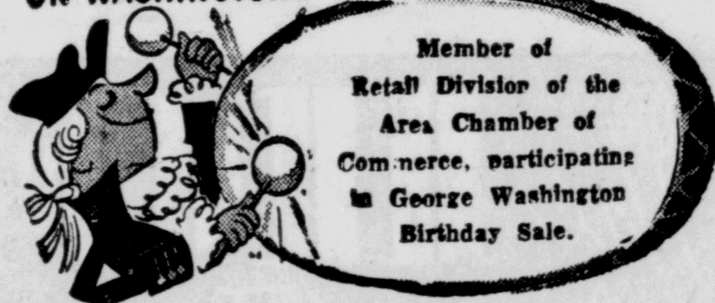 Member of
Retail Division of the
Area Chamber of
Commerce, participating
in George Washington
Birthday Sale.